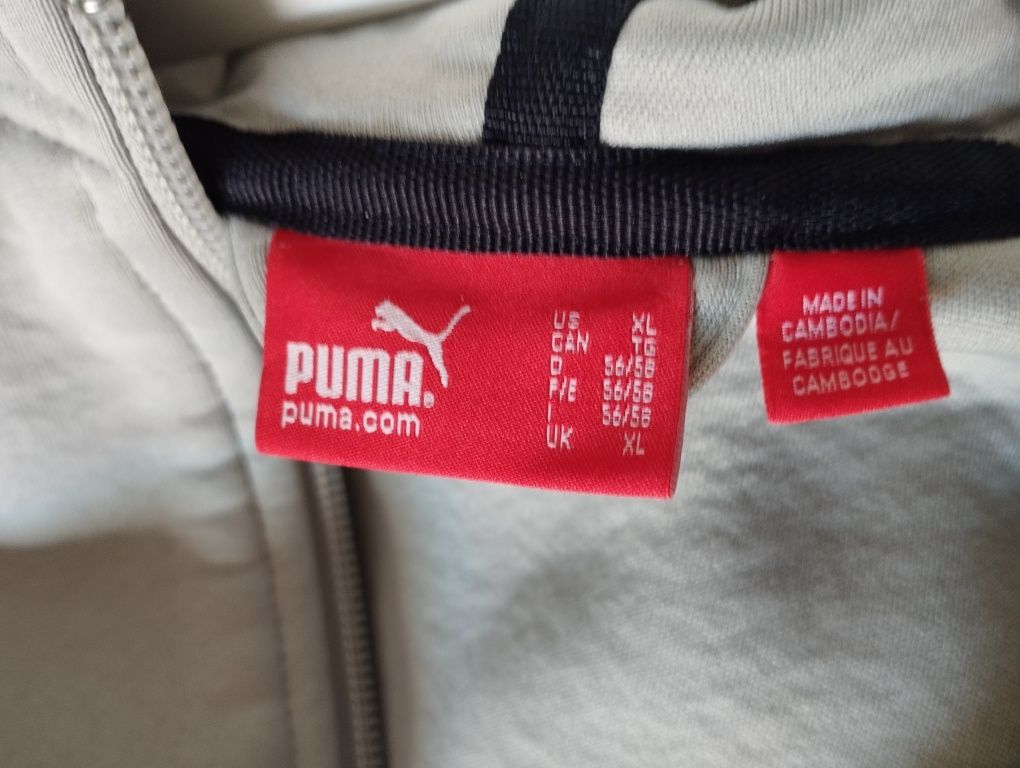 PUMA®
puma.com
US XL
CAN TG
D 56/58
F/E 56/58
I 56/58
UK XL
MADE IN
CAMBODIA/
FABRIQUE AU
CAMBODGE